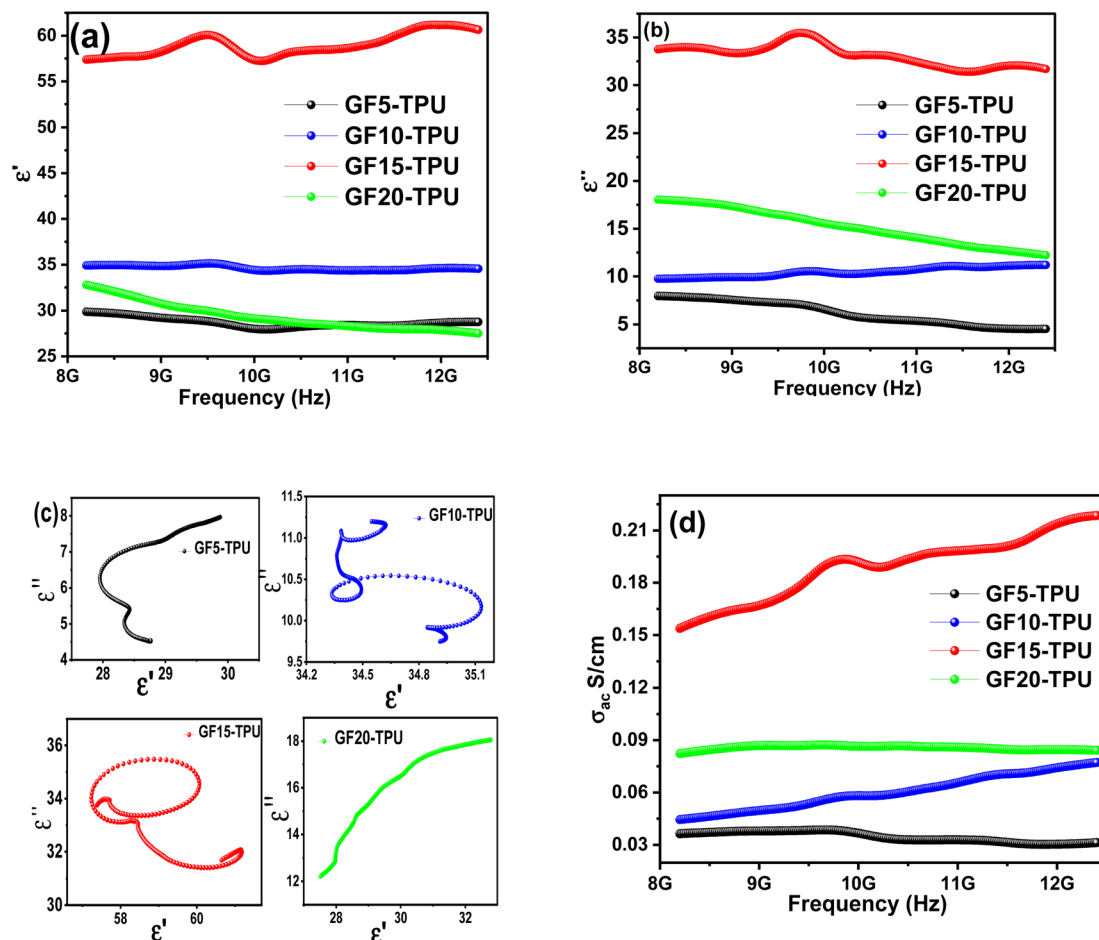 (a)
60
55
50
45
40
35
30
25
ε'
GF5-TPU
GF10-TPU
GF15-TPU
GF20-TPU
8G 9G 10G 11G 12G
Frequency (Hz)
(b)
35
30
25
20
15
10
5
ε''
GF5-TPU
GF10-TPU
GF15-TPU
GF20-TPU
8G 9G 10G 11G 12G
Frequency (Hz)
(c)
8
7
6
5
4
ε''
GF5-TPU
28 29 30
ε'
11.5
11.0
10.5
10.0
9.5
ε''
GF10-TPU
34.2 34.5 34.8 35.1
ε'
36
34
32
30
ε''
GF15-TPU
58 60
ε'
18
16
14
12
ε''
GF20-TPU
28 30 32
ε'
(d)
0.21
0.18
0.15
0.12
0.09
0.06
0.03
σac S/cm
GF5-TPU
GF10-TPU
GF15-TPU
GF20-TPU
8G 9G 10G 11G 12G
Frequency (Hz)